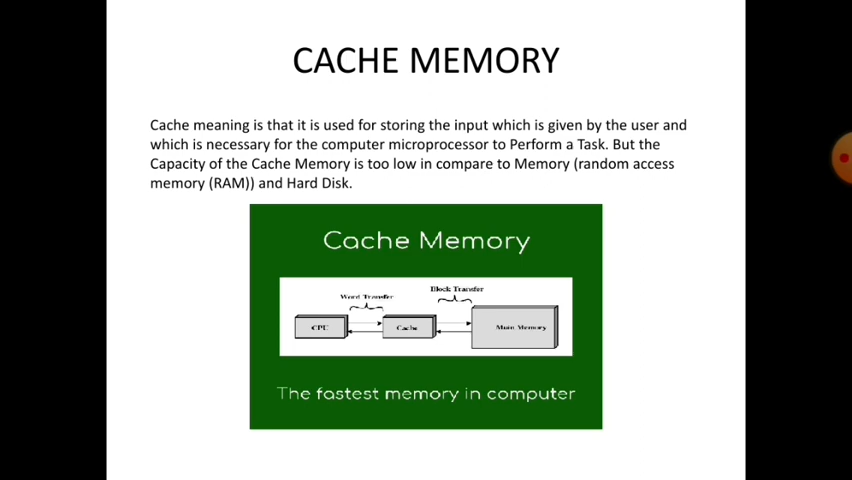 CACHE MEMORY
Cache meaning is that it is used for storing the input which is given by the user and
which is necessary for the computer microprocessor to Perform a Task. But the
Capacity of the Cache Memory is too low in compare to Memory (random access
memory (RAM)) and Hard Disk.
Cache Memory
Block Transfer
Word Transfer
CPU Cache Main Memory
The fastest memory in computer